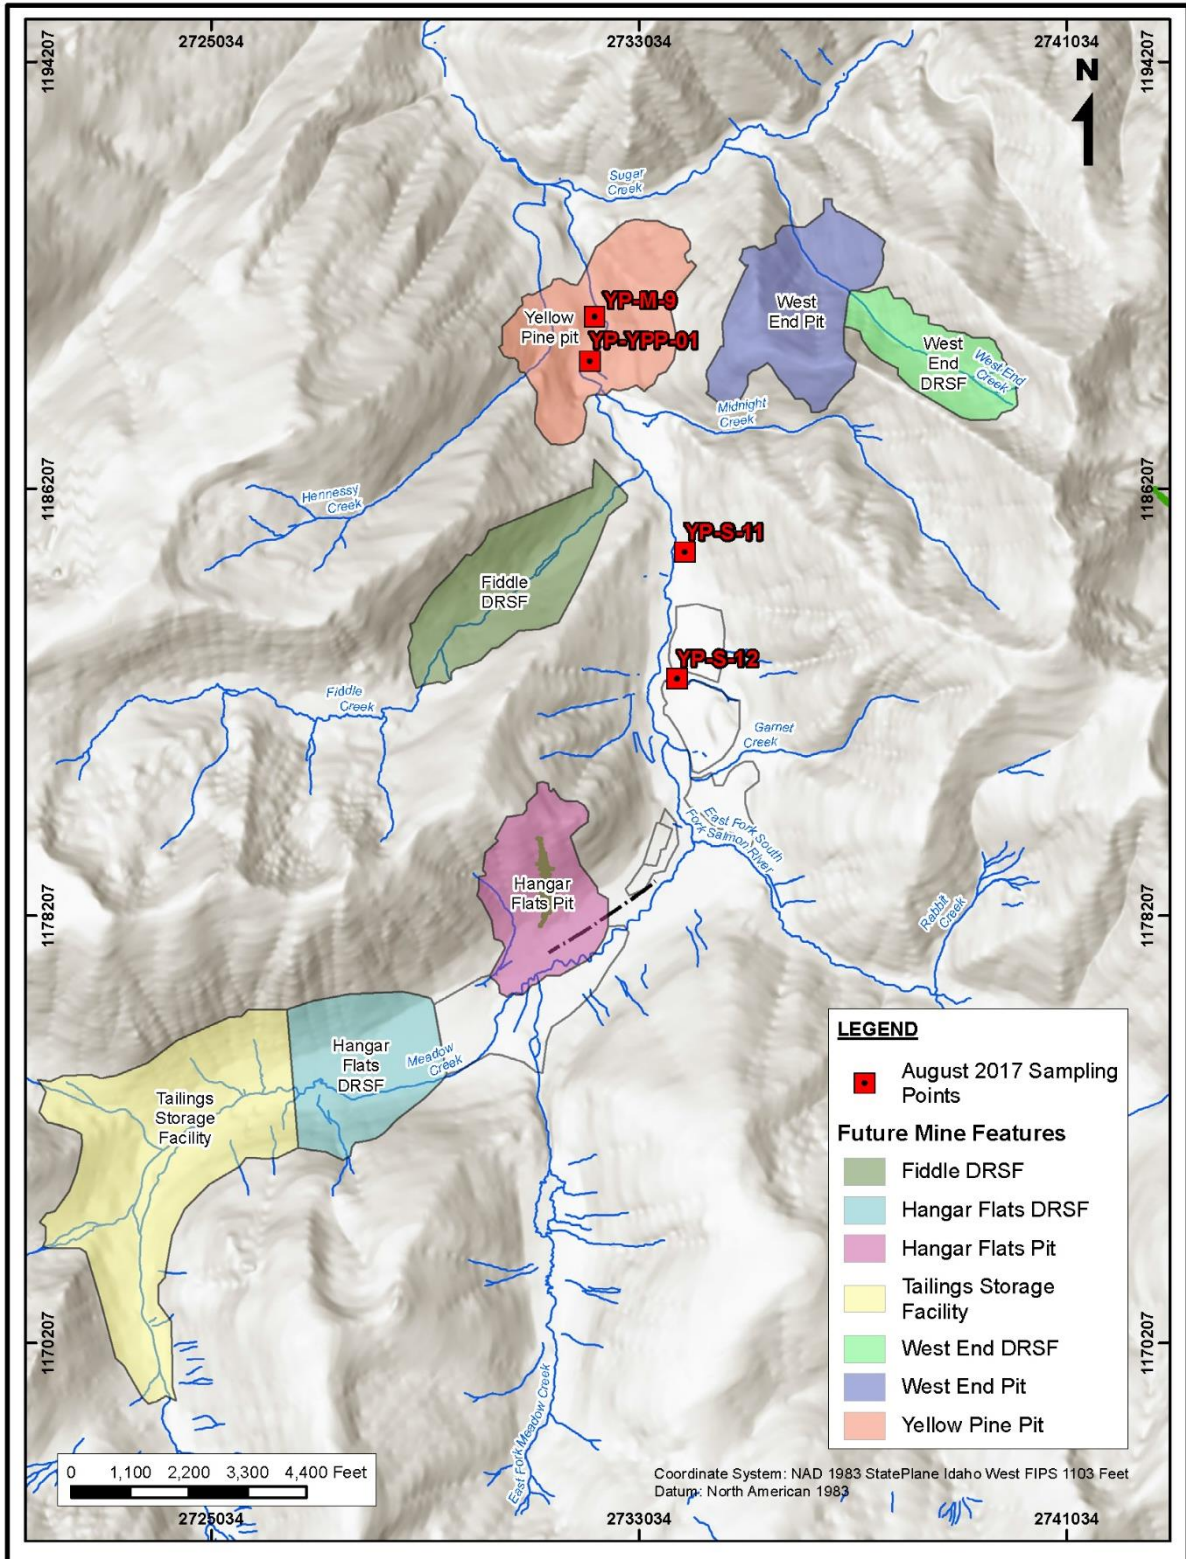 2725034
2733034
2741034
1194207
1194207
N
Sugar
Creek
YP-M-9
Yellow
Pine pit
YP-YPP-01
West
End Pit
West
End
DRSF
West End
Creek
Midnight
Creek
1186207
1186207
Hennessy
Creek
YP-S-11
Fiddle
DRSF
YP-S-12
Fiddle
Creek
Garnet
Creek
East Fork South
Fork Salmon River
Hangar
Flats Pit
Rabbit
Creek
1178207
1178207
Hangar
Flats
DRSF
Meadow
Creek
Tailings
Storage
Facility
East Fork Meadow Creek
1170207
1170207
LEGEND
August 2017 Sampling
Points
Future Mine Features
Fiddle DRSF
Hangar Flats DRSF
Hangar Flats Pit
Tailings Storage
Facility
West End DRSF
West End Pit
Yellow Pine Pit
0 1,100 2,200 3,300 4,400 Feet
Coordinate System: NAD 1983 StatePlane Idaho West FIPS 1103 Feet
Datum: North American 1983
2725034
2733034
2741034